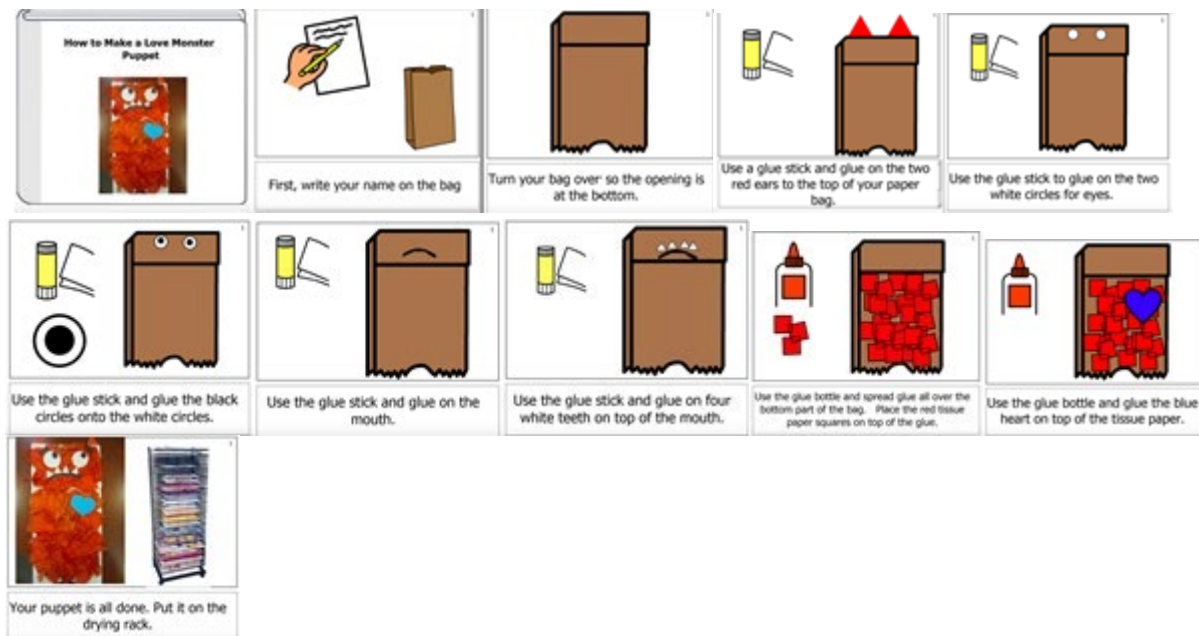 How to Make a Love Monster
Puppet
First, write your name on the bag
Turn your bag over so the opening is
at the bottom.
Use a glue stick and glue on the two
red ears to the top of your paper
bag.
Use the glue stick to glue on the two
white circles for eyes.
Use the glue stick and glue the black
circles onto the white circles.
Use the glue stick and glue on the
mouth.
Use the glue stick and glue on four
white teeth on top of the mouth.
Use the glue bottle and spread glue all over the
bottom part of the bag. Place the red tissue
paper squares on top of the glue.
Use the glue bottle and glue the blue
heart on top of the tissue paper.
Your puppet is all done. Put it on the
drying rack.